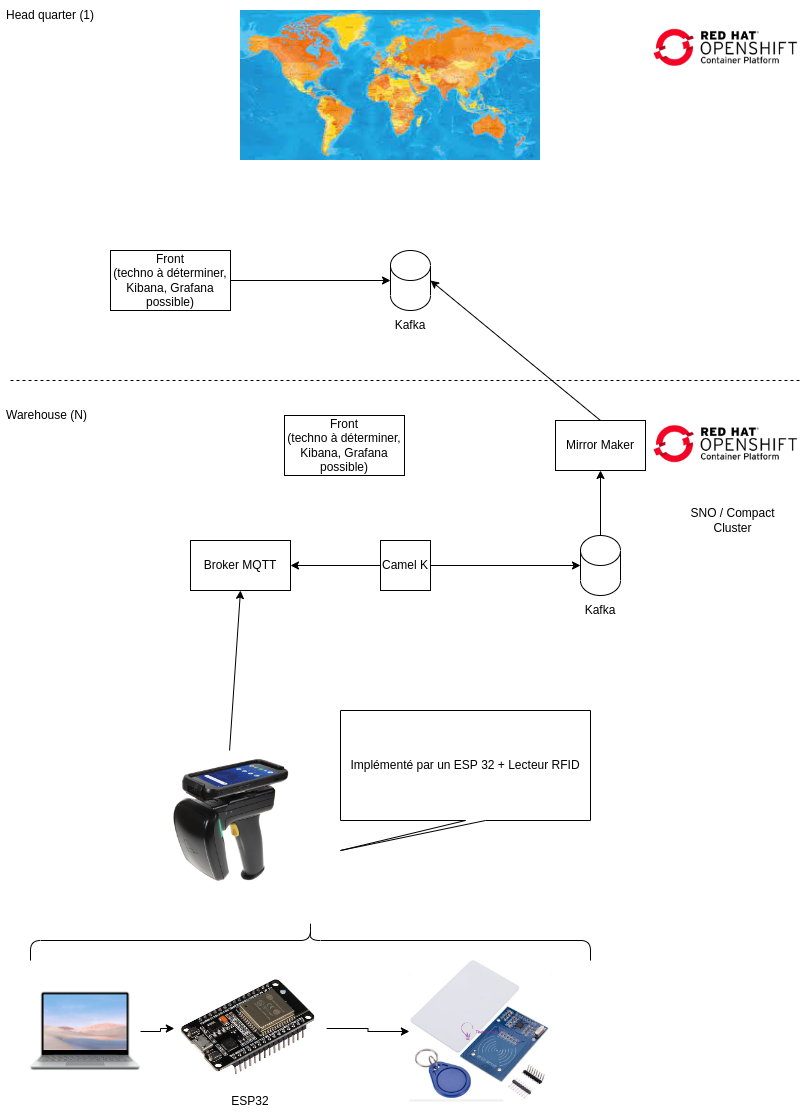 Head quarter (1)
RED HAT®
OPENSHIFT
Container Platform
Front
(techno à déterminer,
Kibana, Grafana
possible)
Kafka
Warehouse (N)
Front
(techno à déterminer,
Kibana, Grafana
possible)
Mirror Maker
RED HAT®
OPENSHIFT
Container Platform
SNO / Compact
Cluster
Broker MQTT
Camel K
Kafka
Implémenté par un ESP 32 + Lecteur RFID
ESP32